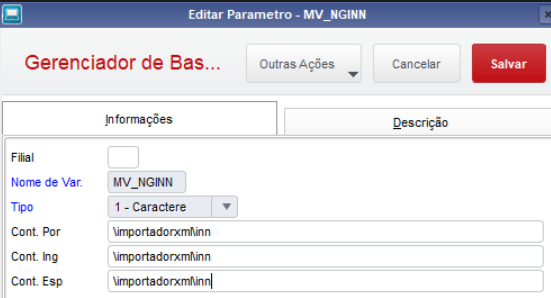 Editar Parametro - MV_NGINN
Gerenciador de Bas... Outras Ações Cancelar Salvar
Informações Descrição
Filial
Nome de Var. MV_NGINN
Tipo 1 - Caractere
Cont. Por \importadorxml\inn
Cont. Ing \importadorxml\inn
Cont. Esp \importadorxml\inn